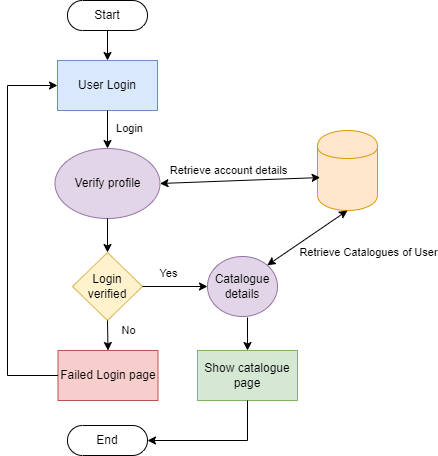 Start
User Login
Login
Retrieve account details
Verify profile
Retrieve Catalogues of User
Login
verified
Yes
Catalogue
details
No
Failed Login page
Show catalogue
page
End